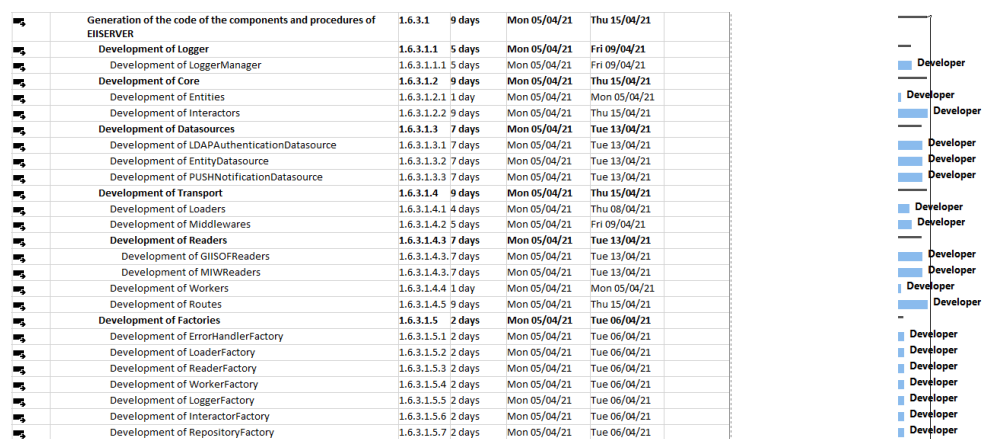 Generation of the code of the components and procedures of 1.6.3.1 9 days Mon 05/04/21 Thu 15/04/21
EIISERVER
Development of Logger 1.6.3.1.1 5 days Mon 05/04/21 Fri 09/04/21
Development of LoggerManager 1.6.3.1.1.1 5 days Mon 05/04/21 Fri 09/04/21 Developer
Development of Core 1.6.3.1.2 9 days Mon 05/04/21 Thu 15/04/21
Development of Entities 1.6.3.1.2.1 1 day Mon 05/04/21 Mon 05/04/21 Developer
Development of Interactors 1.6.3.1.2.2 9 days Mon 05/04/21 Thu 15/04/21 Developer
Development of Datasources 1.6.3.1.3 7 days Mon 05/04/21 Tue 13/04/21
Development of LDAPAuthenticationDatasource 1.6.3.1.3.1 7 days Mon 05/04/21 Tue 13/04/21 Developer
Development of EntityDatasource 1.6.3.1.3.2 7 days Mon 05/04/21 Tue 13/04/21 Developer
Development of PUSHNotificationDatasource 1.6.3.1.3.3 7 days Mon 05/04/21 Tue 13/04/21 Developer
Development of Transport 1.6.3.1.4 9 days Mon 05/04/21 Thu 15/04/21
Development of Loaders 1.6.3.1.4.1 4 days Mon 05/04/21 Thu 08/04/21 Developer
Development of Middlewares 1.6.3.1.4.2 5 days Mon 05/04/21 Fri 09/04/21 Developer
Development of Readers 1.6.3.1.4.3 7 days Mon 05/04/21 Tue 13/04/21
Development of GIISOFReaders 1.6.3.1.4.3. 7 days Mon 05/04/21 Tue 13/04/21 Developer
Development of MIWReaders 1.6.3.1.4.3. 7 days Mon 05/04/21 Tue 13/04/21 Developer
Development of Workers 1.6.3.1.4.4 1 day Mon 05/04/21 Mon 05/04/21 Developer
Development of Routes 1.6.3.1.4.5 9 days Mon 05/04/21 Thu 15/04/21 Developer
Development of Factories 1.6.3.1.5 2 days Mon 05/04/21 Tue 06/04/21
Development of ErrorHandlerFactory 1.6.3.1.5.1 2 days Mon 05/04/21 Tue 06/04/21 Developer
Development of LoaderFactory 1.6.3.1.5.2 2 days Mon 05/04/21 Tue 06/04/21 Developer
Development of ReaderFactory 1.6.3.1.5.3 2 days Mon 05/04/21 Tue 06/04/21 Developer
Development of WorkerFactory 1.6.3.1.5.4 2 days Mon 05/04/21 Tue 06/04/21 Developer
Development of LoggerFactory 1.6.3.1.5.5 2 days Mon 05/04/21 Tue 06/04/21 Developer
Development of InteractorFactory 1.6.3.1.5.6 2 days Mon 05/04/21 Tue 06/04/21 Developer
Development of RepositoryFactory 1.6.3.1.5.7 2 days Mon 05/04/21 Tue 06/04/21 Developer